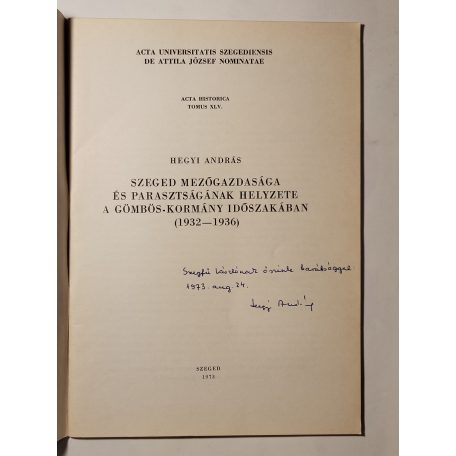 ACTA UNIVERSITATIS SZEGEDIENSIS
DE ATTILA JÓZSEF NOMINATAE
ACTA HISTORICA
TOMUS XLV.
HEGYI ANDRÁS
SZEGED MEZŐGAZDASÁGA
ÉS PARASZTSÁGÁNAK HELYZETE
A GÖMBÖS-KORMÁNY IDŐSZAKÁBAN
(1932—1936)
Szegfű Lászlónak őszinte barátsággal
1973. aug 24.
Hegyi András
SZEGED
1973